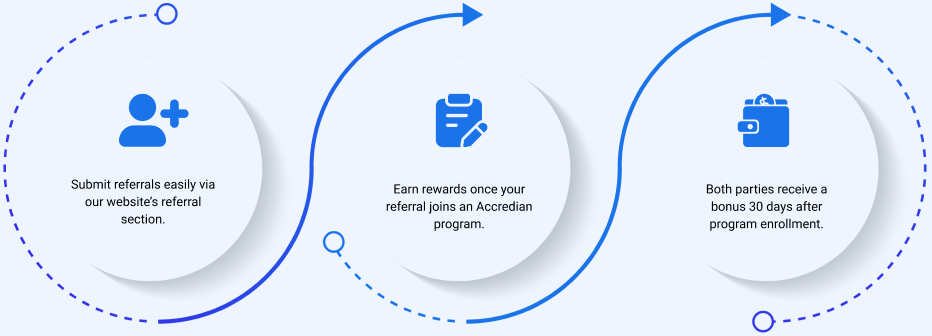 Submit referrals easily via
our website's referral
section.
Earn rewards once your
referral joins an Accredian
program.
Both parties receive a
bonus 30 days after
program enrollment.